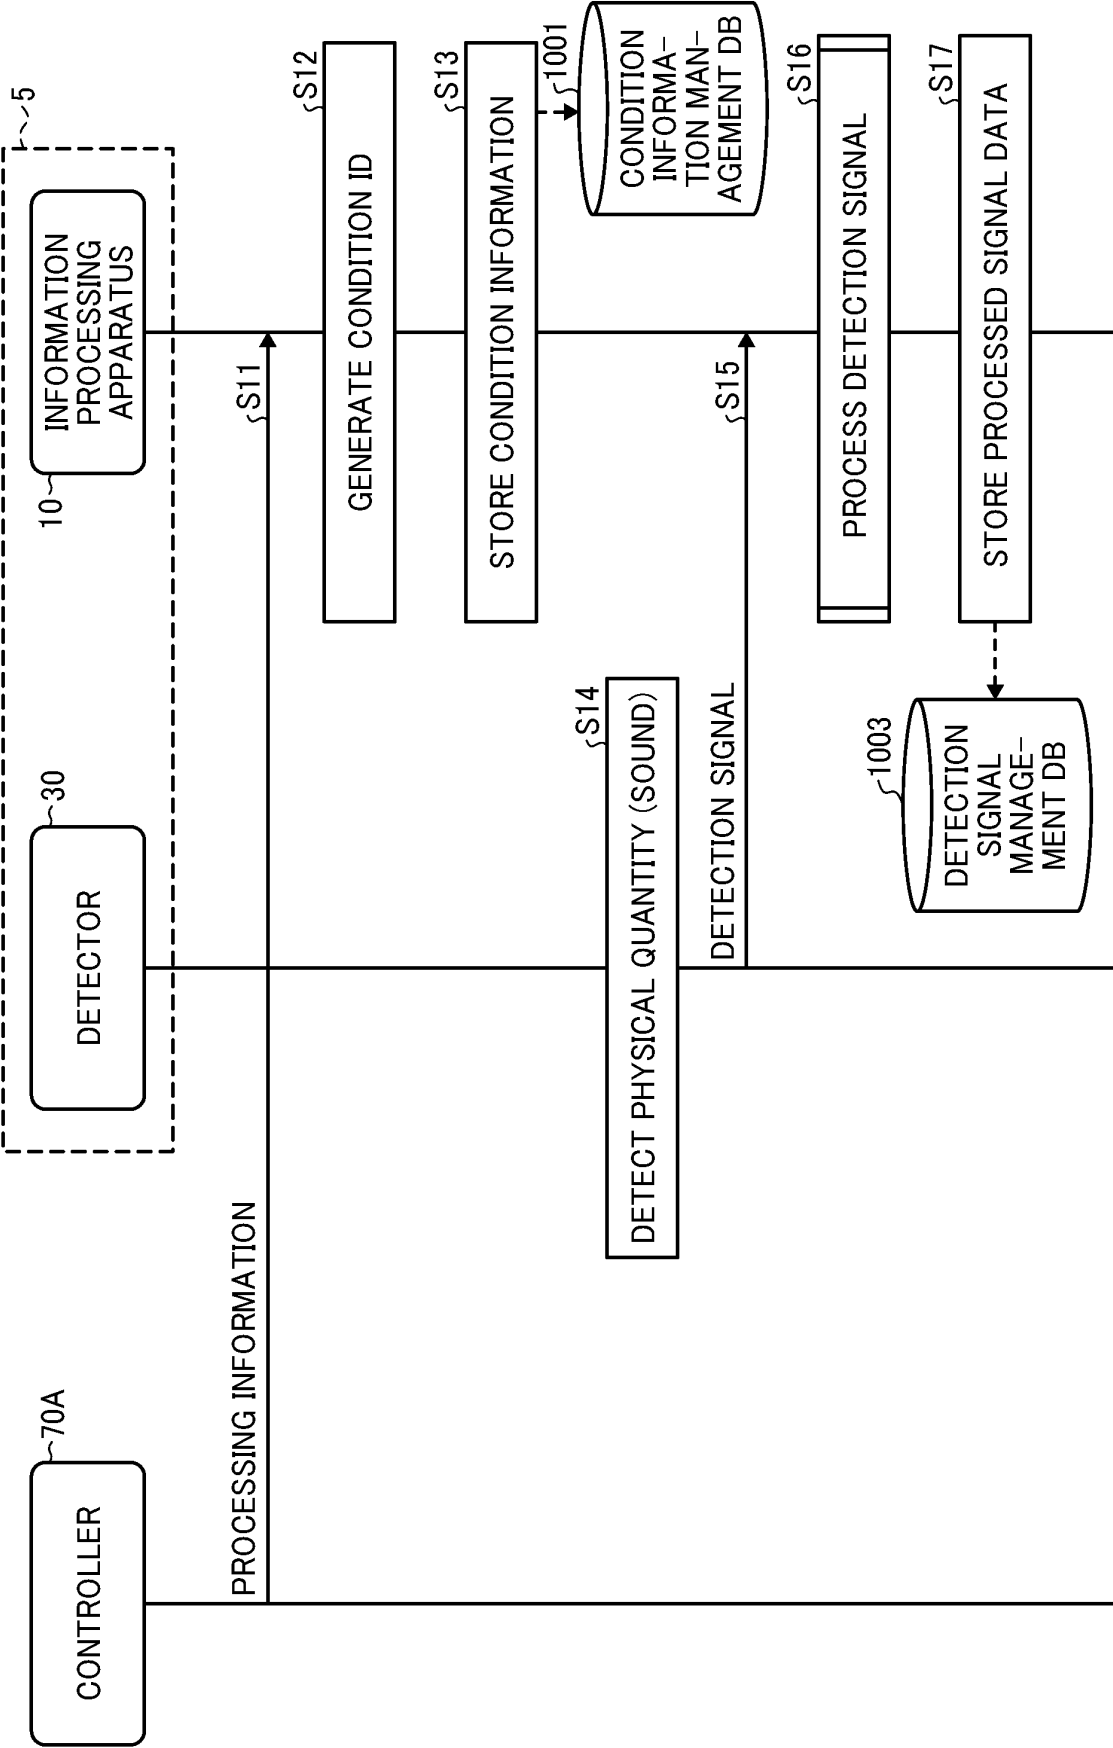 5
CONTROLLER
70A
DETECTOR
30
INFORMATION
PROCESSING
APPARATUS
10
PROCESSING INFORMATION
S11
GENERATE CONDITION ID
S12
STORE CONDITION INFORMATION
S13
1001
CONDITION
INFORMA-
TION MAN-
AGEMENT DB
DETECT PHYSICAL QUANTITY (SOUND)
S14
DETECTION SIGNAL
S15
PROCESS DETECTION SIGNAL
S16
STORE PROCESSED SIGNAL DATA
S17
1003
DETECTION
SIGNAL
MANAGE-
MENT DB